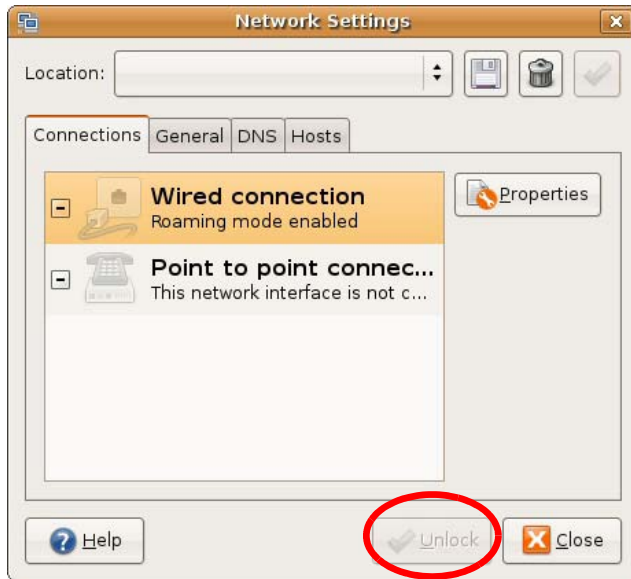 Network Settings
Location:
Connections General DNS Hosts
Wired connection
Roaming mode enabled
Properties
Point to point connec...
This network interface is not c...
Help Unlock Close